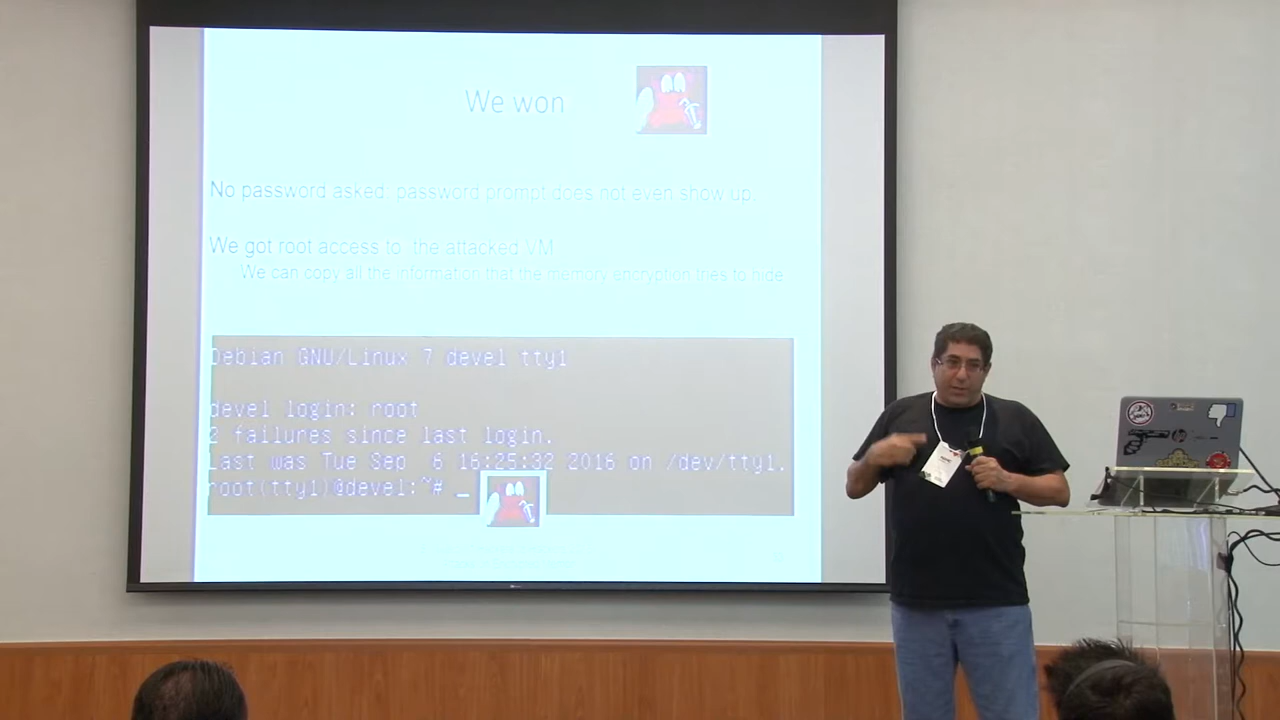 We won
No password asked: password prompt does not even show up
We got root access to the attacked VM
We can copy all the information that the memory encryption tries to hide
Debian GNU/Linux 7 devel tty1
devel login: root
2 failures since last login.
Last was Tue Sep 6 16:25:32 2016 on /dev/tty1.
root(tty1)@devel:~# _